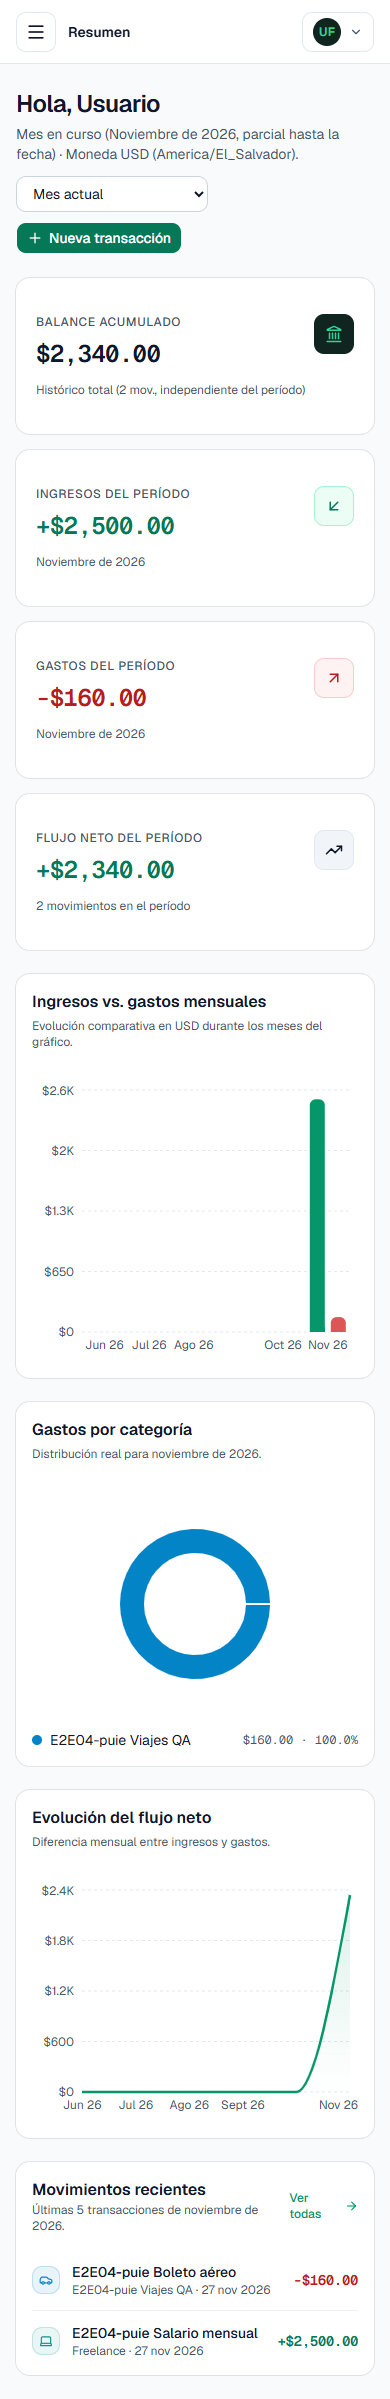 Resumen
UF
Hola, Usuario
Mes en curso (Noviembre de 2026, parcial hasta la
fecha) · Moneda USD (America/El_Salvador).
Mes actual
Nueva transacción
BALANCE ACUMULADO
$2,340.00
Histórico total (2 mov., independiente del período)
INGRESOS DEL PERÍODO
+$2,500.00
Noviembre de 2026
GASTOS DEL PERÍODO
-$160.00
Noviembre de 2026
FLUJO NETO DEL PERÍODO
+$2,340.00
2 movimientos en el período
Ingresos vs. gastos mensuales
Evolución comparativa en USD durante los meses del
gráfico.
$2.6K
$2K
$1.3K
$650
$0
Jun 26 Jul 26 Ago 26 Oct 26 Nov 26
Gastos por categoría
Distribución real para noviembre de 2026.
E2E04-puie Viajes QA $160.00 · 100.0%
Evolución del flujo neto
Diferencia mensual entre ingresos y gastos.
$2.4K
$1.8K
$1.2K
$600
$0
Jun 26 Jul 26 Ago 26 Sept 26 Nov 26
Movimientos recientes
Últimas 5 transacciones de noviembre de
2026.
Ver
todas
E2E04-puie Boleto aéreo
E2E04-puie Viajes QA · 27 nov 2026
-$160.00
E2E04-puie Salario mensual
Freelance · 27 nov 2026
+$2,500.00